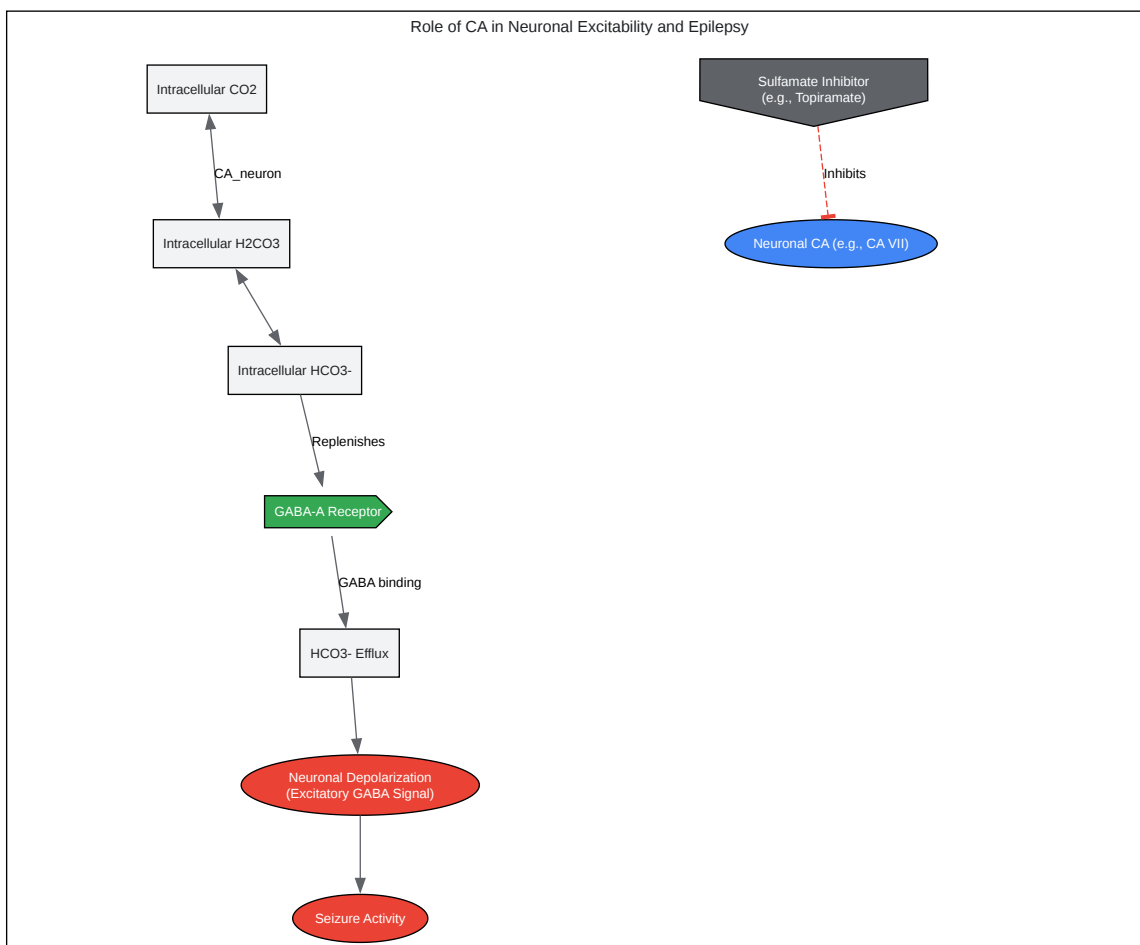 Role of CA in Neuronal Excitability and Epilepsy
Intracellular CO2
Sulfamate Inhibitor
(e.g., Topiramate)
CA_neuron
Inhibits
Intracellular H2CO3
Neuronal CA (e.g., CA VII)
Intracellular HCO3-
Replenishes
GABA-A Receptor
GABA binding
HCO3- Efflux
Neuronal Depolarization
(Excitatory GABA Signal)
Seizure Activity